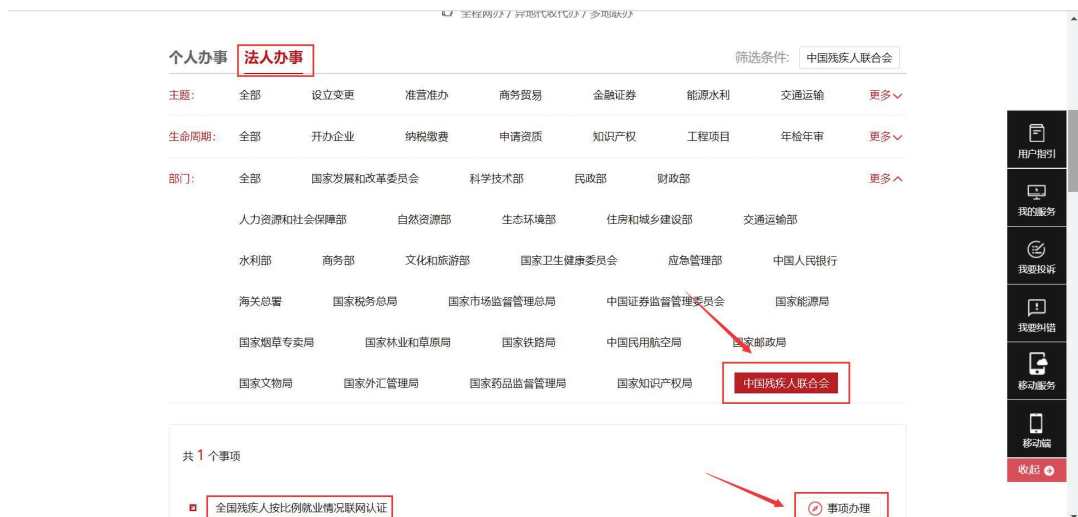 全程网办 / 异地代收代办 / 多地联办
个人办事 法人办事 筛选条件: 中国残疾人联合会
主题: 全部 设立变更 准营准办 商务贸易 金融证券 能源水利 交通运输 更多
生命周期: 全部 开办企业 纳税缴费 申请资质 知识产权 工程项目 年检年审 更多
部门: 全部 国家发展和改革委员会 科学技术部 民政部 财政部 更多
人力资源和社会保障部 自然资源部 生态环境部 住房和城乡建设部 交通运输部
水利部 商务部 文化和旅游部 国家卫生健康委员会 应急管理部 中国人民银行
海关总署 国家税务总局 国家市场监督管理总局 中国证券监督管理委员会 国家能源局
国家烟草专卖局 国家林业和草原局 国家铁路局 中国民用航空局 国家邮政局
国家文物局 国家外汇管理局 国家药品监督管理局 国家知识产权局 中国残疾人联合会
共 1 个事项
全国残疾人按比例就业情况联网认证 事项办理
用户指引
我的服务
我要投诉
我要纠错
移动服务
移动端
收起